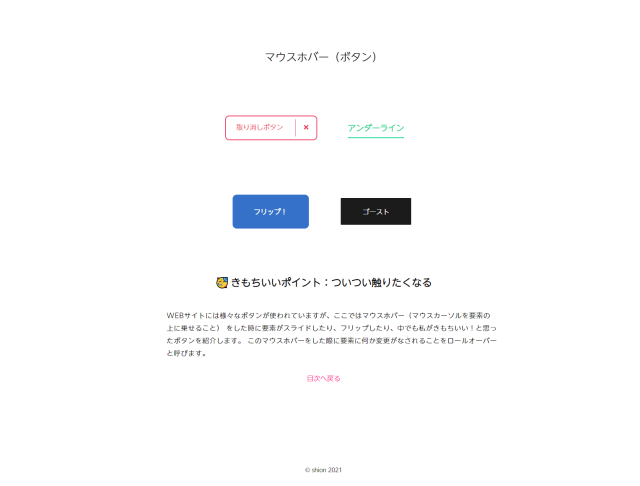 マウスホバー（ボタン）
取り消しボタン ×
アンダーライン
フリップ！
ゴースト
きもちいいポイント：ついつい触りたくなる
WEBサイトには様々なボタンが使われていますが、ここではマウスホバー（マウスカーソルを要素の
上に乗せること） をした時に要素がスライドしたり、フリップしたり、中でも私がきもちいい！と思っ
たボタンを紹介します。 このマウスホバーをした際に要素に何か変更がなされることをロールオーバー
と呼びます。
目次へ戻る
© shion 2021